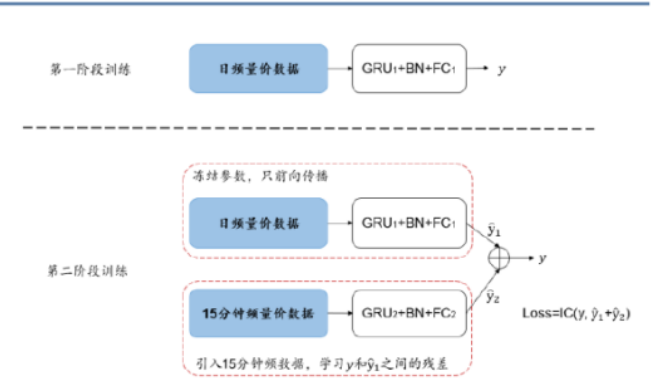 第一阶段训练
日频量价数据
GRU₁+BN+FC₁
y
冻结参数，只前向传播
日频量价数据
GRU₁+BN+FC₁
ŷ₁
第二阶段训练
y
15分钟频量价数据
GRU₂+BN+FC₂
ŷ₂
Loss=IC(y, ŷ₁+ŷ₂)
引入15分钟频数据，学习y和ŷ₁之间的残差